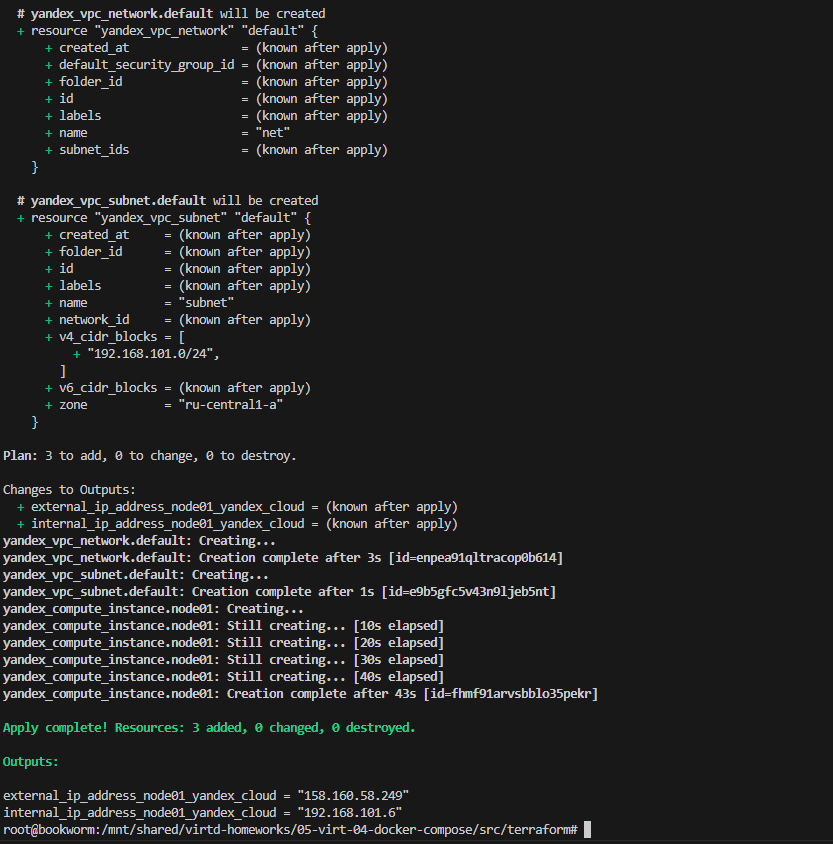 # yandex_vpc_network.default will be created
+ resource "yandex_vpc_network" "default" {
+ created_at = (known after apply)
+ default_security_group_id = (known after apply)
+ folder_id = (known after apply)
+ id = (known after apply)
+ labels = (known after apply)
+ name = "net"
+ subnet_ids = (known after apply)
}
# yandex_vpc_subnet.default will be created
+ resource "yandex_vpc_subnet" "default" {
+ created_at = (known after apply)
+ folder_id = (known after apply)
+ id = (known after apply)
+ labels = (known after apply)
+ name = "subnet"
+ network_id = (known after apply)
+ v4_cidr_blocks = [
+ "192.168.101.0/24",
]
+ v6_cidr_blocks = (known after apply)
+ zone = "ru-central1-a"
}
Plan: 3 to add, 0 to change, 0 to destroy.
Changes to Outputs:
+ external_ip_address_node01_yandex_cloud = (known after apply)
+ internal_ip_address_node01_yandex_cloud = (known after apply)
yandex_vpc_network.default: Creating...
yandex_vpc_network.default: Creation complete after 3s [id=enpea91qltracop0b614]
yandex_vpc_subnet.default: Creating...
yandex_vpc_subnet.default: Creation complete after 1s [id=e9b5gfc5v43n9ljeb5nt]
yandex_compute_instance.node01: Creating...
yandex_compute_instance.node01: Still creating... [10s elapsed]
yandex_compute_instance.node01: Still creating... [20s elapsed]
yandex_compute_instance.node01: Still creating... [30s elapsed]
yandex_compute_instance.node01: Still creating... [40s elapsed]
yandex_compute_instance.node01: Creation complete after 43s [id=fhmf91arvsbblo35pekr]
Apply complete! Resources: 3 added, 0 changed, 0 destroyed.
Outputs:
external_ip_address_node01_yandex_cloud = "158.160.58.249"
internal_ip_address_node01_yandex_cloud = "192.168.101.6"
root@bookworm:/mnt/shared/virtd-homeworks/05-virt-04-docker-compose/src/terraform#